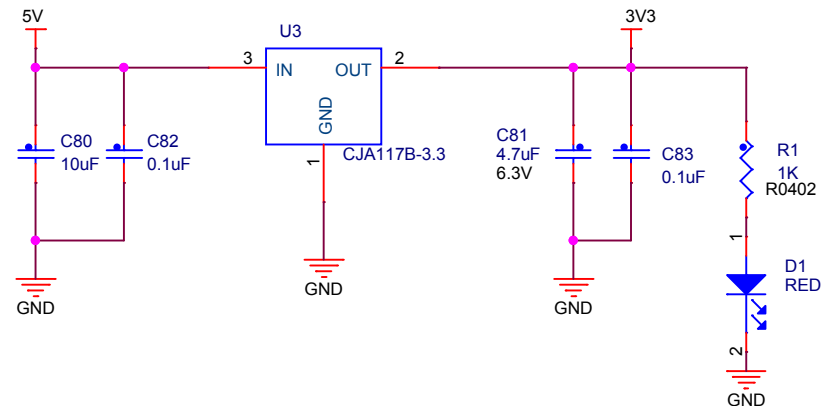 5V
3V3
U3
3
IN
OUT
2
GND
1
CJA117B-3.3
C80
10uF
C82
0.1uF
C81
4.7uF
6.3V
C83
0.1uF
R1
1K
R0402
1
D1
RED
2
GND
GND
GND
GND